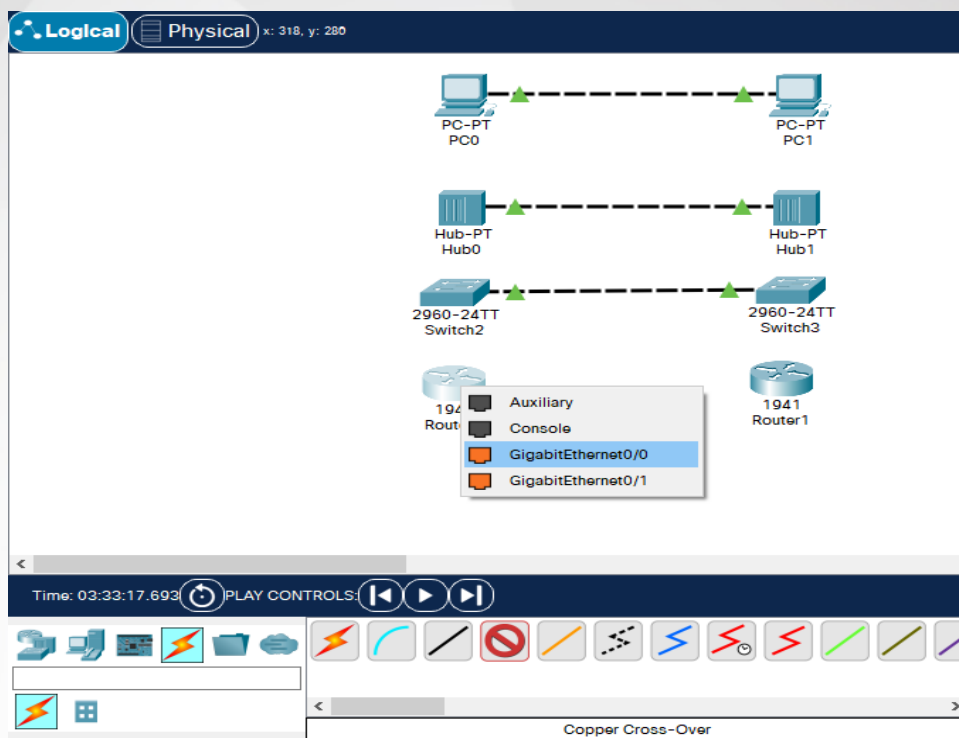 Logical Physical x: 318, y: 280
PC-PT PC-PT
PC0 PC1
Hub-PT Hub-PT
Hub0 Hub1
2960-24TT 2960-24TT
Switch2 Switch3
194 Auxiliary 1941
Rout Console Router1
GigabitEthernet0/0
GigabitEthernet0/1
Time: 03:33:17.693 PLAY CONTROLS:
Copper Cross-Over